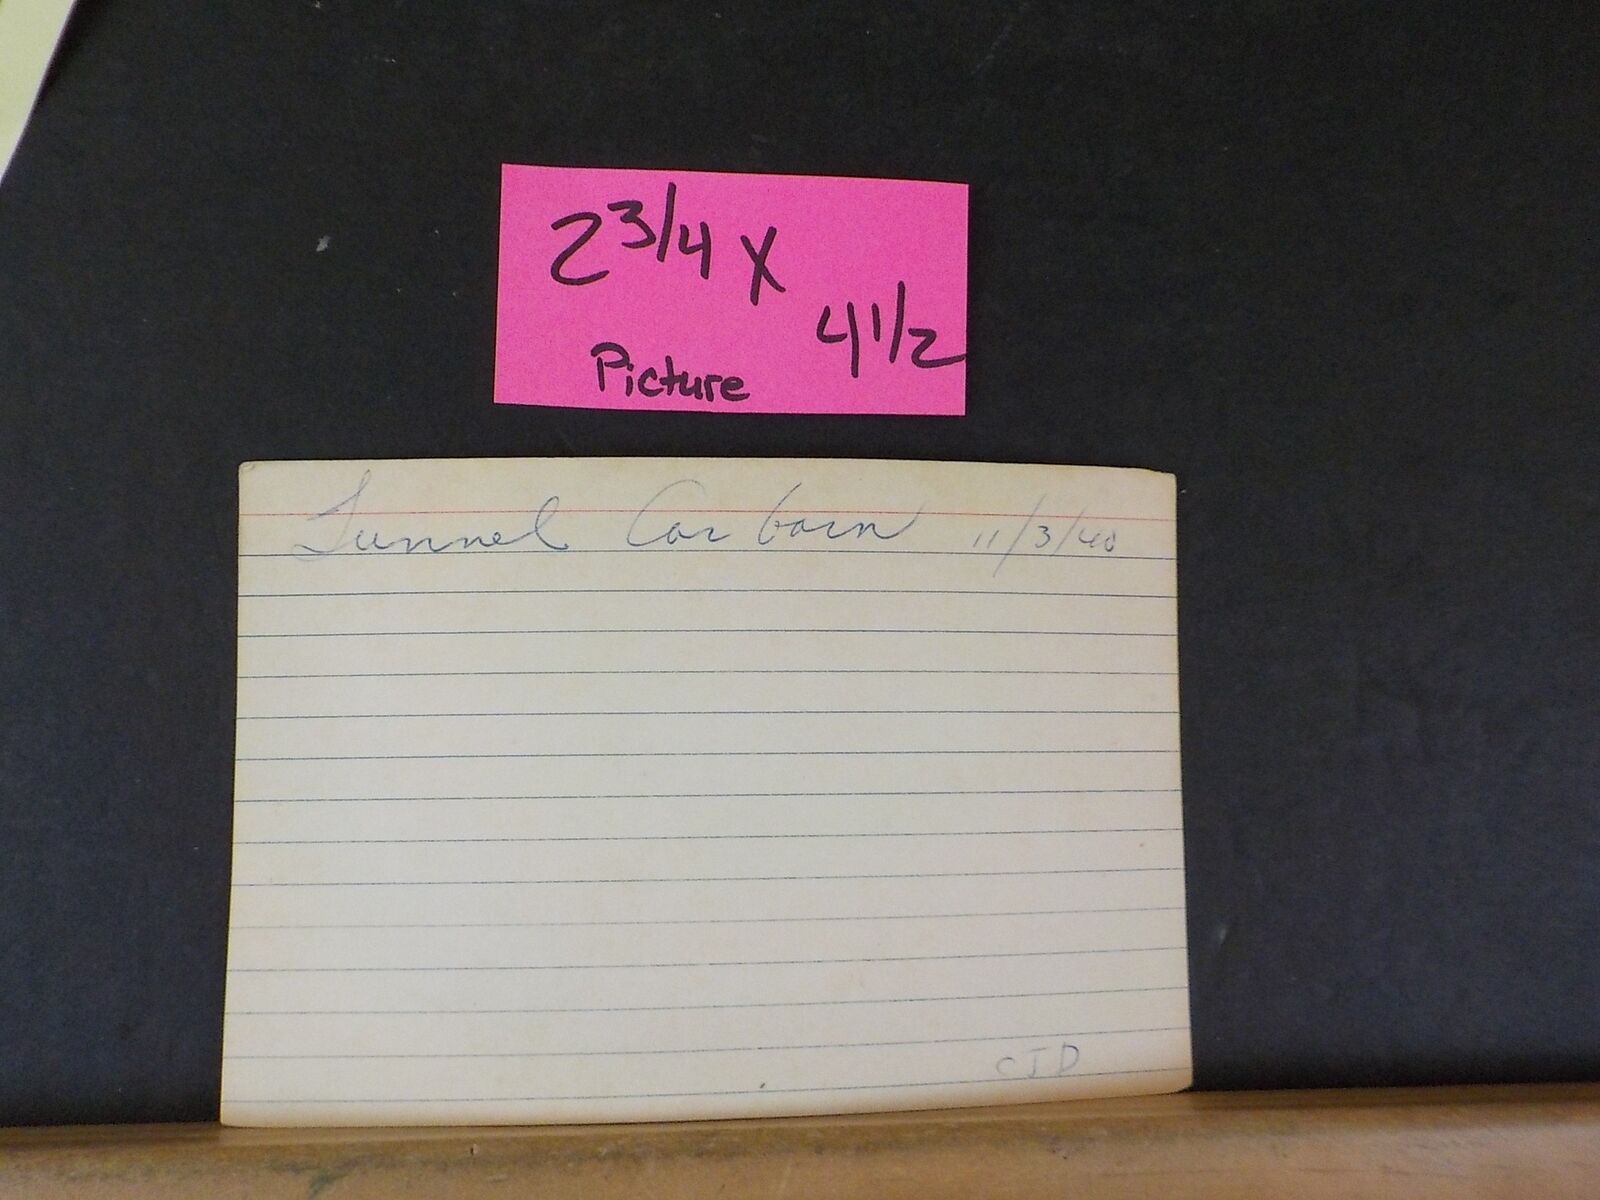 2 3/4 X
4 1/2
Picture
Tunnel Car barn 11/3/40
CJD